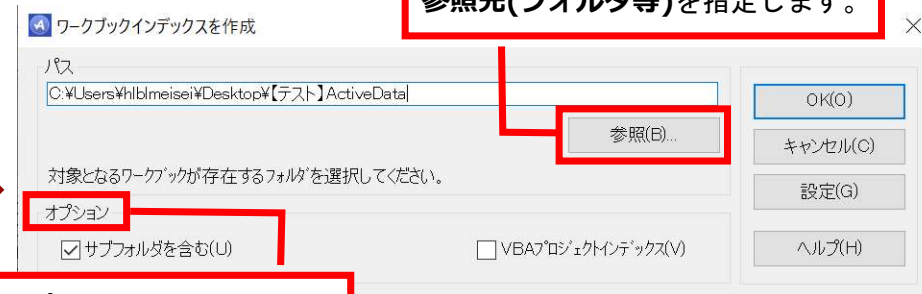 参照先(フォルダ等)を指定します。
ワークブックインデックスを作成
パス
C:¥Users¥hlblmeisei¥Desktop¥【テスト】ActiveData
OK(O)
参照(B)...
キャンセル(C)
対象となるワークブックが存在するフォルダを選択してください。
設定(G)
オプション
サブフォルダを含む(U)
VBAプロジェクトインデックス(V)
ヘルプ(H)